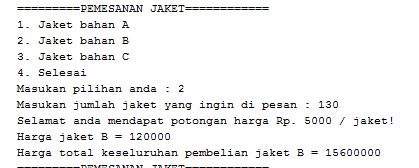 =========PEMESANAN JAKET============
1. Jaket bahan A
2. Jaket bahan B
3. Jaket bahan C
4. Selesai
Masukan pilihan anda : 2
Masukan jumlah jaket yang ingin di pesan : 130
Selamat anda mendapat potongan harga Rp. 5000 / jaket!
Harga jaket B = 120000
Harga total keseluruhan pembelian jaket B = 15600000
=========PEMESANAN JAKET============